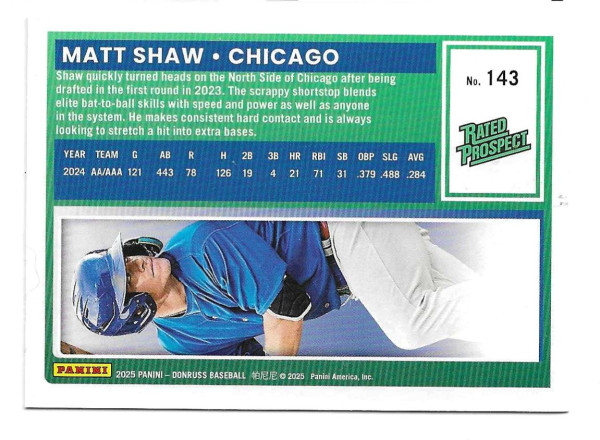 MATT SHAW • CHICAGO
Shaw quickly turned heads on the North Side of Chicago after being
drafted in the first round in 2023. The scrappy shortstop blends
elite bat-to-ball skills with speed and power as well as anyone
in the system. He makes consistent hard contact and is always
looking to stretch a hit into extra bases.
No. 143
RATED
PROSPECT
YEAR TEAM G AB R H 2B 3B HR RBI SB OBP SLG AVG
2024 AA/AAA 121 443 78 126 19 4 21 71 31 .379 .488 .284
PANINI 2025 PANINI – DONRUSS BASEBALL 帕尼尼 © 2025 Panini America, Inc.